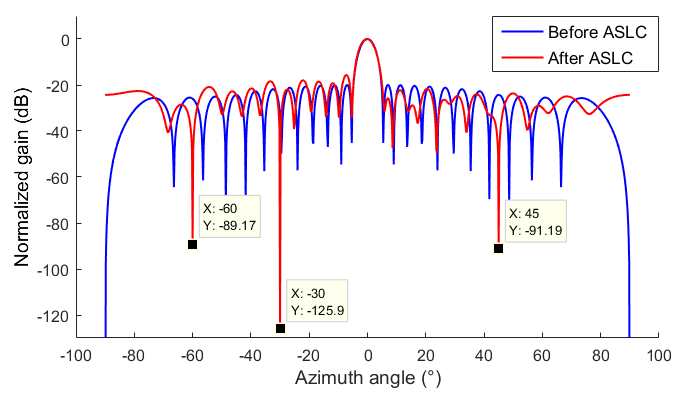 Before ASLC
After ASLC
0
-20
-40
-60
-80
-100
-120
Normalized gain (dB)
X: -60
Y: -89.17
X: 45
Y: -91.19
X: -30
Y: -125.9
-100 -80 -60 -40 -20 0 20 40 60 80 100
Azimuth angle (°)